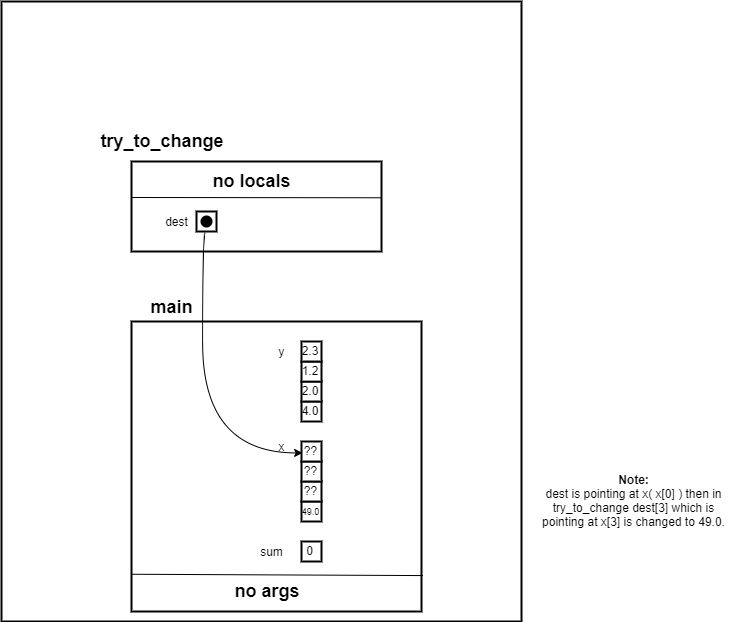 try_to_change
no locals
dest
main
y
2.3
1.2
2.0
4.0
x
??
??
??
49.0
sum
0
no args
Note:
dest is pointing at x( x[0] ) then in
try_to_change dest[3] which is
pointing at x[3] is changed to 49.0.